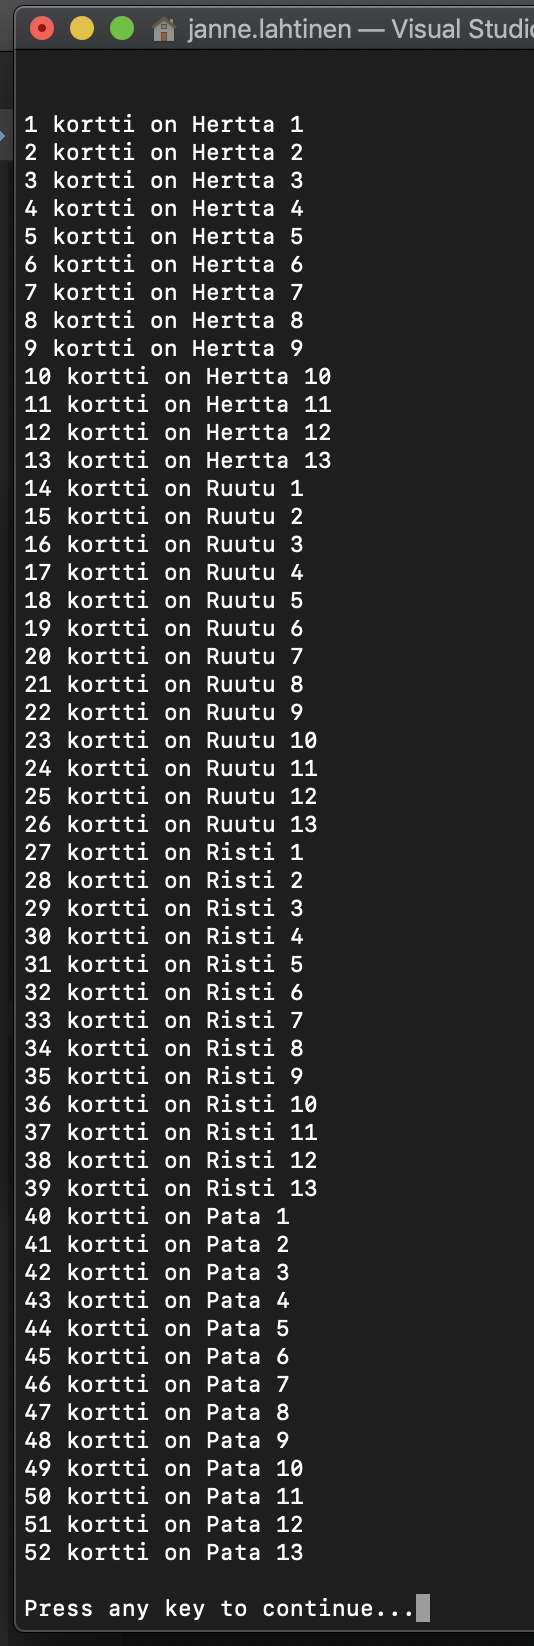 janne.lahtinen — Visual Studio
1 kortti on Hertta 1
2 kortti on Hertta 2
3 kortti on Hertta 3
4 kortti on Hertta 4
5 kortti on Hertta 5
6 kortti on Hertta 6
7 kortti on Hertta 7
8 kortti on Hertta 8
9 kortti on Hertta 9
10 kortti on Hertta 10
11 kortti on Hertta 11
12 kortti on Hertta 12
13 kortti on Hertta 13
14 kortti on Ruutu 1
15 kortti on Ruutu 2
16 kortti on Ruutu 3
17 kortti on Ruutu 4
18 kortti on Ruutu 5
19 kortti on Ruutu 6
20 kortti on Ruutu 7
21 kortti on Ruutu 8
22 kortti on Ruutu 9
23 kortti on Ruutu 10
24 kortti on Ruutu 11
25 kortti on Ruutu 12
26 kortti on Ruutu 13
27 kortti on Risti 1
28 kortti on Risti 2
29 kortti on Risti 3
30 kortti on Risti 4
31 kortti on Risti 5
32 kortti on Risti 6
33 kortti on Risti 7
34 kortti on Risti 8
35 kortti on Risti 9
36 kortti on Risti 10
37 kortti on Risti 11
38 kortti on Risti 12
39 kortti on Risti 13
40 kortti on Pata 1
41 kortti on Pata 2
42 kortti on Pata 3
43 kortti on Pata 4
44 kortti on Pata 5
45 kortti on Pata 6
46 kortti on Pata 7
47 kortti on Pata 8
48 kortti on Pata 9
49 kortti on Pata 10
50 kortti on Pata 11
51 kortti on Pata 12
52 kortti on Pata 13
Press any key to continue...